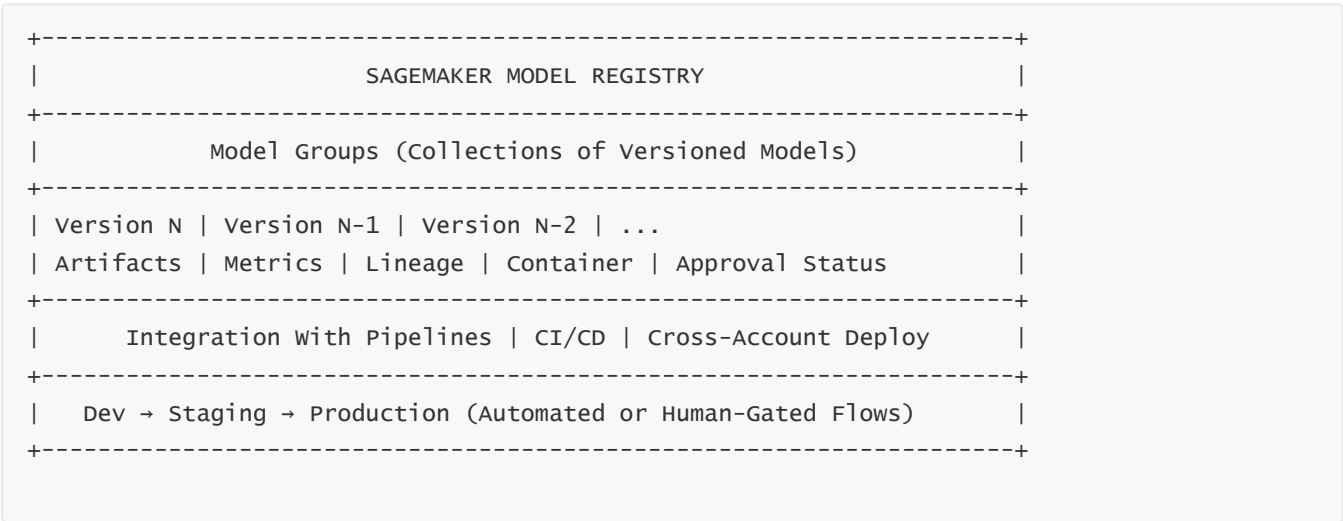 +---------------------------------------------------------------------+
|                       SAGEMAKER MODEL REGISTRY                      |
+---------------------------------------------------------------------+
|            Model Groups (Collections of Versioned Models)           |
+---------------------------------------------------------------------+
| Version N | Version N-1 | Version N-2 | ...                         |
| Artifacts | Metrics | Lineage | Container | Approval Status         |
+---------------------------------------------------------------------+
|      Integration With Pipelines | CI/CD | Cross-Account Deploy      |
+---------------------------------------------------------------------+
|   Dev → Staging → Production (Automated or Human-Gated Flows)       |
+---------------------------------------------------------------------+